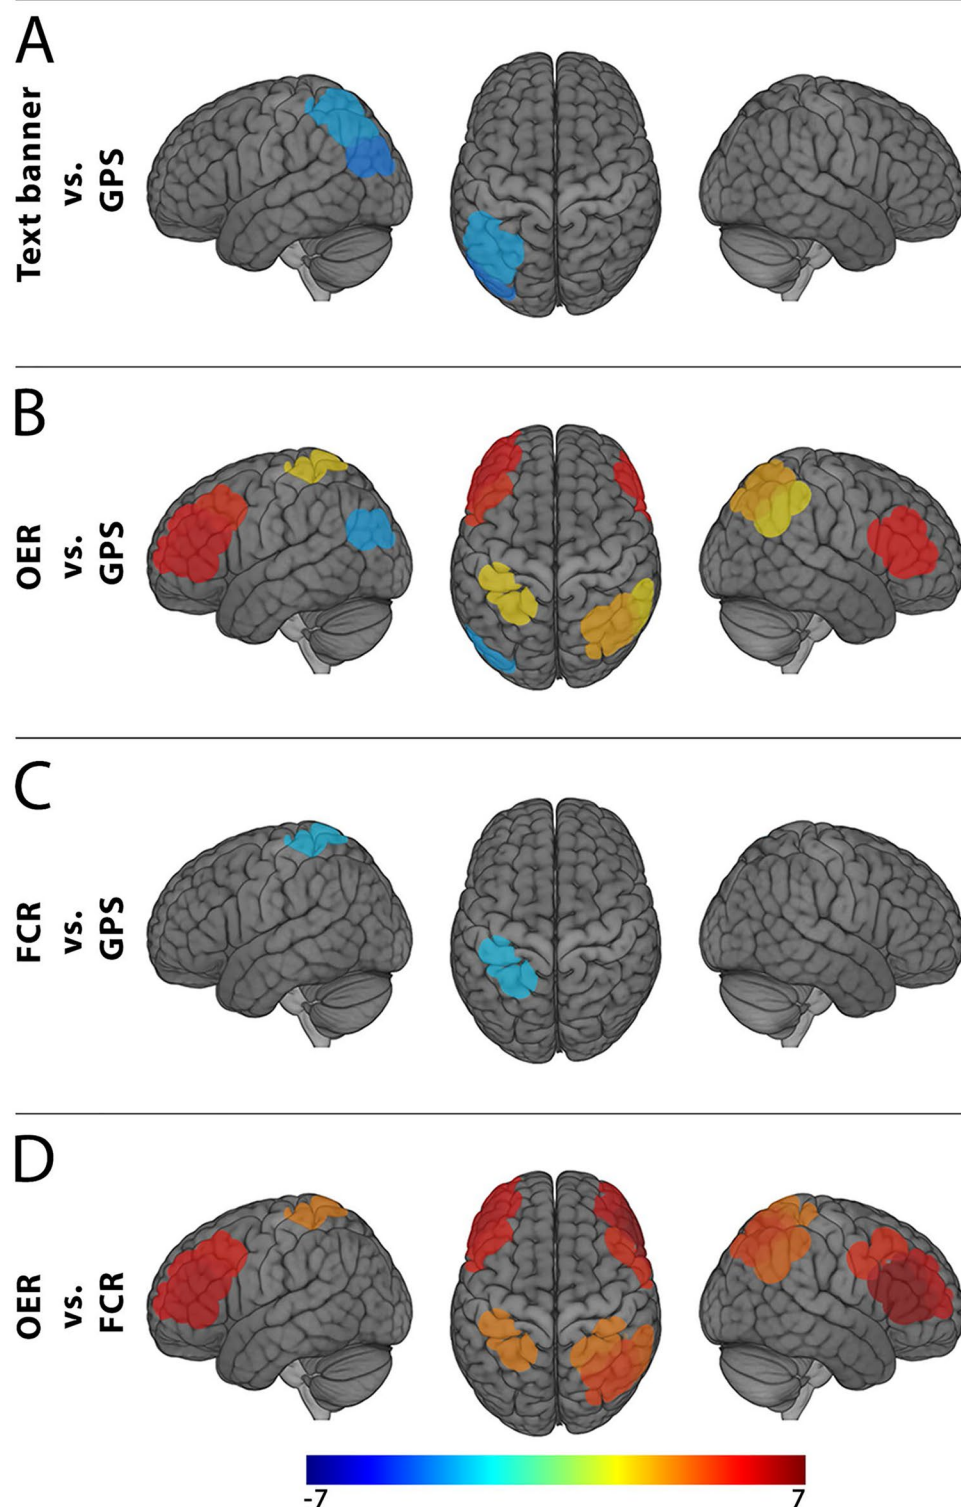 A
Text banner
vs.
GPS
B
OER
vs.
GPS
C
FCR
vs.
GPS
D
OER
vs.
FCR
-7 7